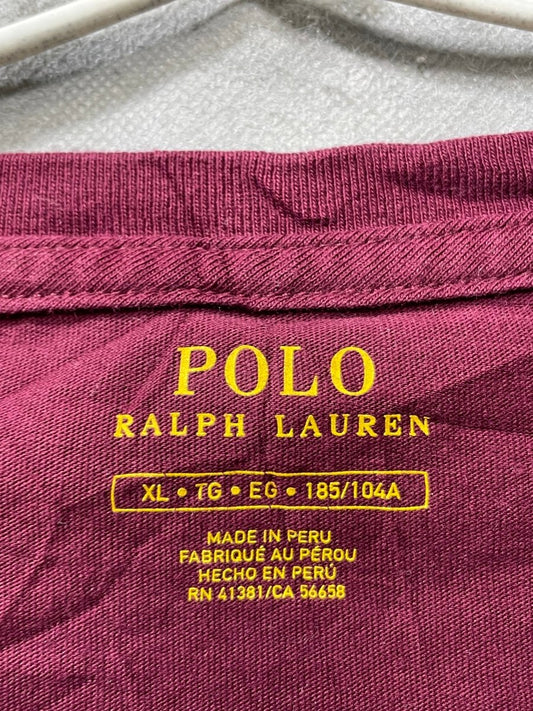 POLO
RALPH LAUREN
XL • TG • EG • 185/104A
MADE IN PERU
FABRIQUÉ AU PÉROU
HECHO EN PERÚ
RN 41381/CA 56658